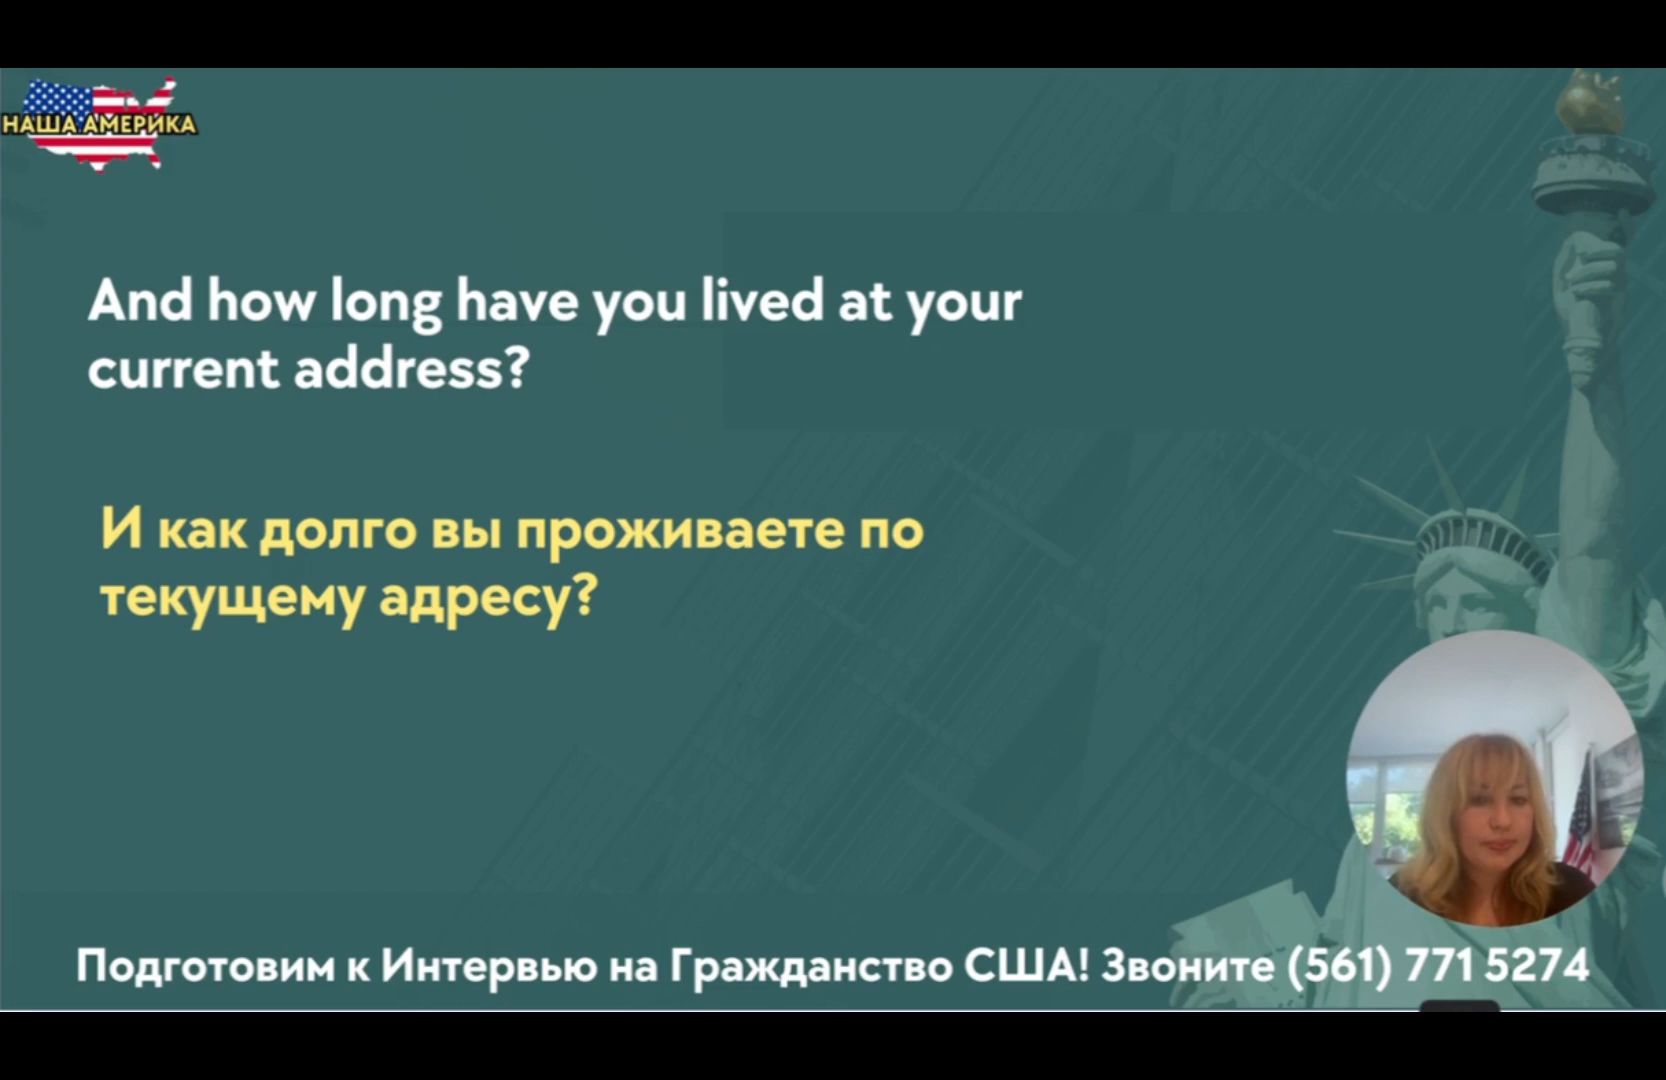 НАША АМЕРИКА
And how long have you lived at your
current address?
И как долго вы проживаете по
текущему адресу?
Подготовим к Интервью на Гражданство США! Звоните (561) 771 5274